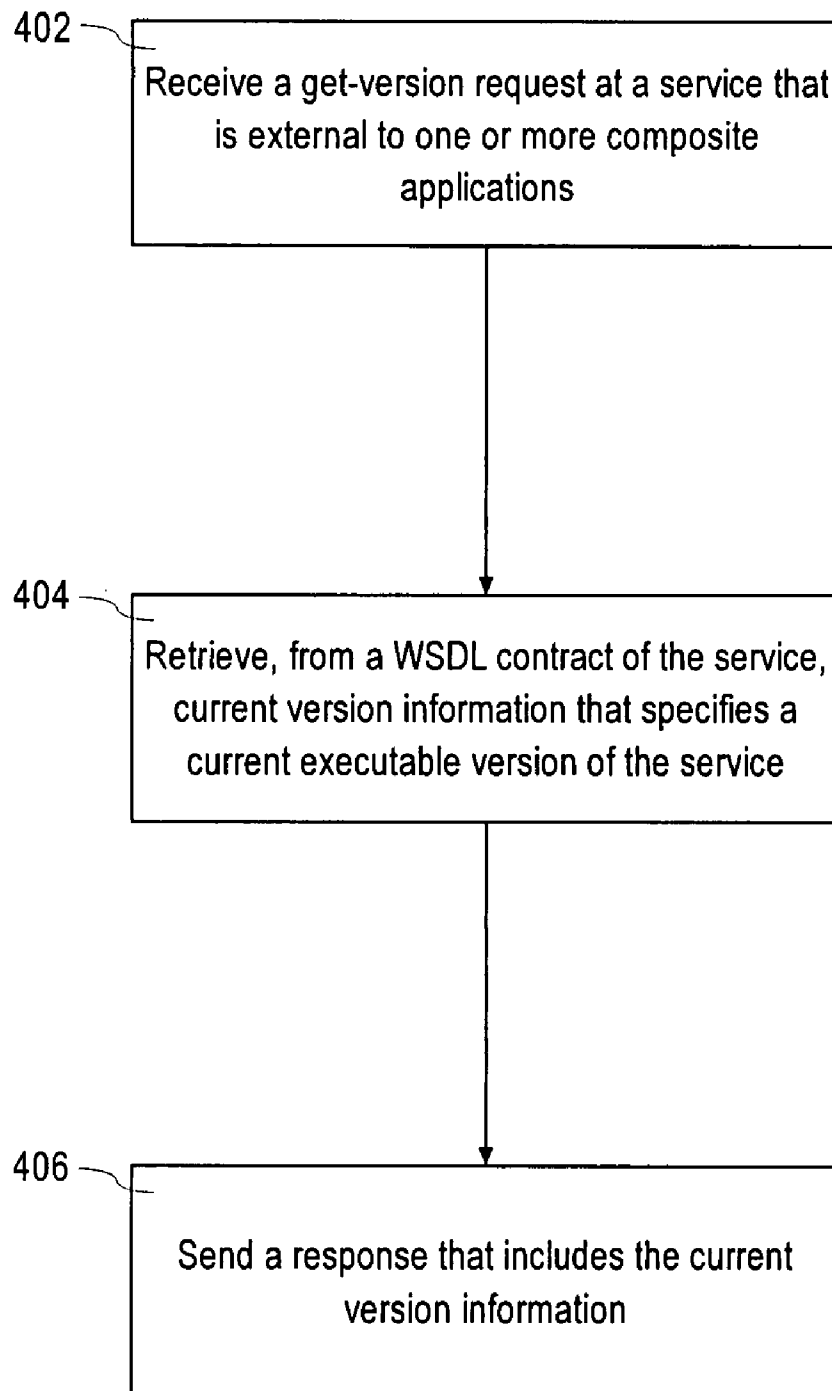 402
Receive a get-version request at a service that
is external to one or more composite
applications
404
Retrieve, from a WSDL contract of the service,
current version information that specifies a
current executable version of the service
406
Send a response that includes the current
version information